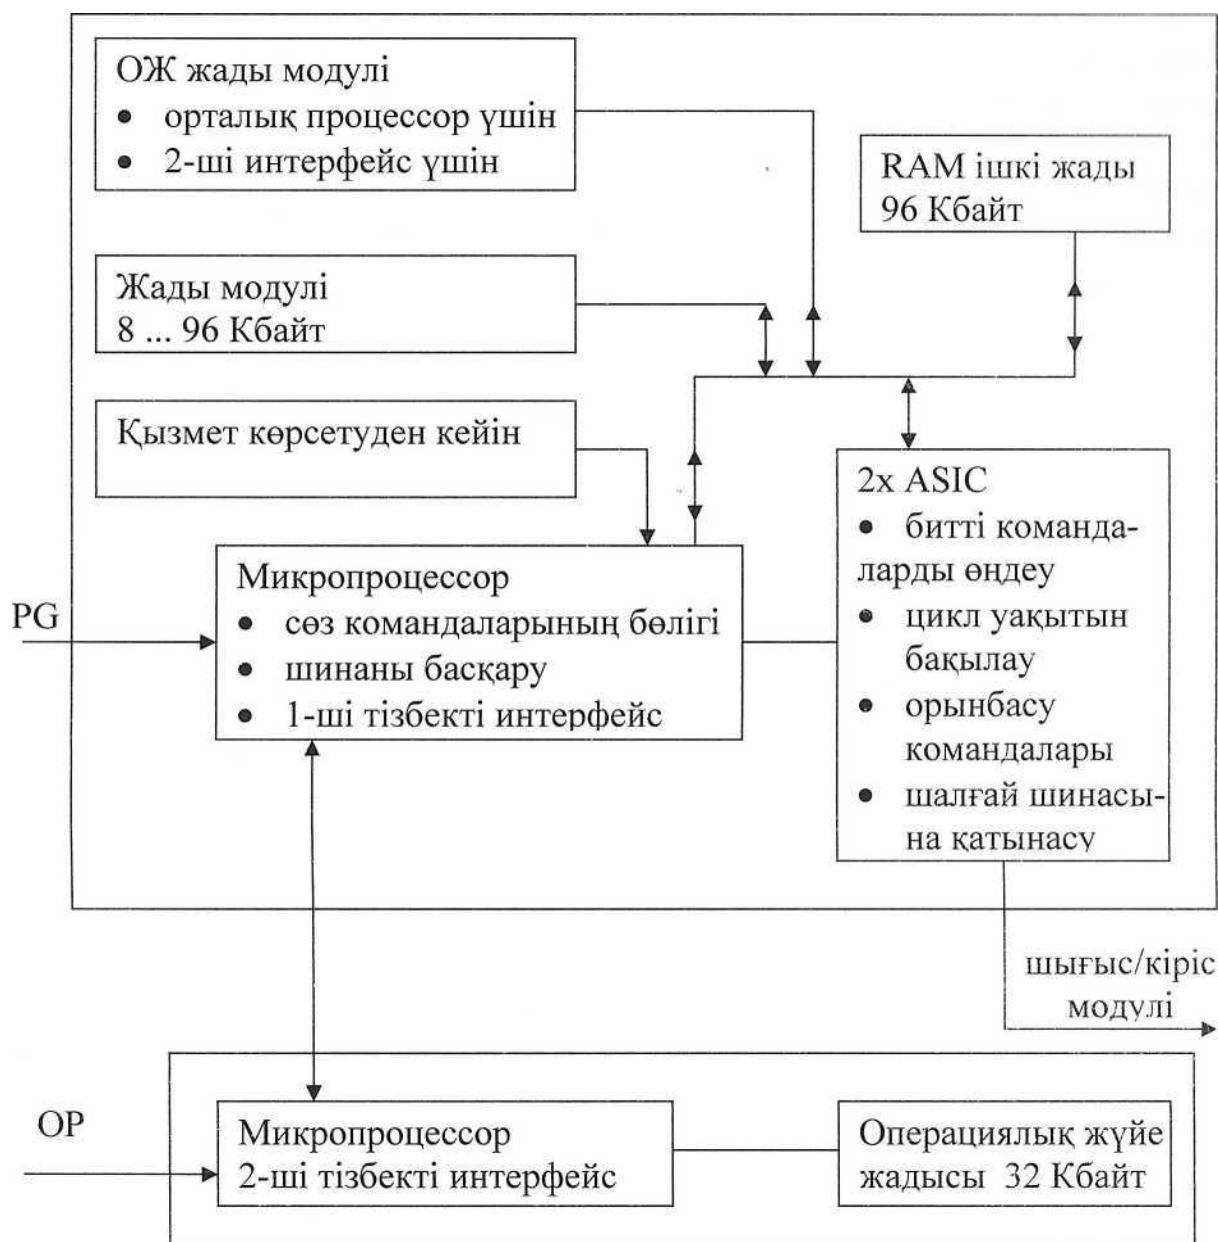 ОЖ жады модулі
• орталық процессор үшін
• 2-ші интерфейс үшін
RAM ішкі жады
96 Кбайт
Жады модулі
8 ... 96 Кбайт
Қызмет көрсетуден кейін
2x ASIC
• битті команда-
ларды өңдеу
• цикл уақытын
бақылау
• орынбасу
командалары
• шалғай шинасы-
на қатынасу
Микропроцессор
• сөз командаларының бөлігі
• шинаны басқару
• 1-ші тізбекті интерфейс
PG
шығыс/кіріс
модулі
OP
Микропроцессор
2-ші тізбекті интерфейс
Операциялық жүйе
жадысы 32 Кбайт